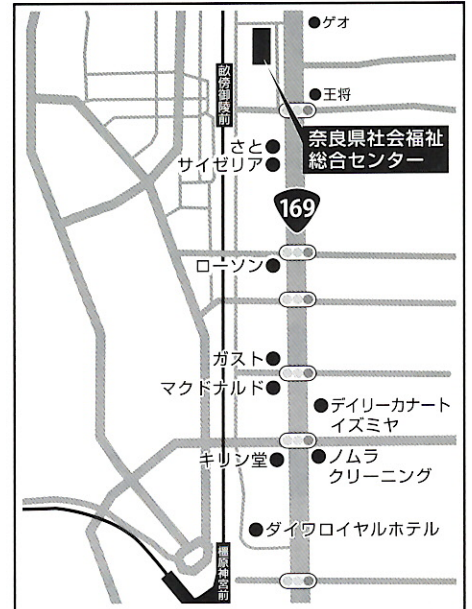 ゲオ
畝傍御陵前
王将
奈良県社会福祉
総合センター
さと
サイゼリア
169
ローソン
ガスト
マクドナルド
デイリーカナート
イズミヤ
キリン堂
ノムラ
クリーニング
ダイワロイヤルホテル
橿原神宮前